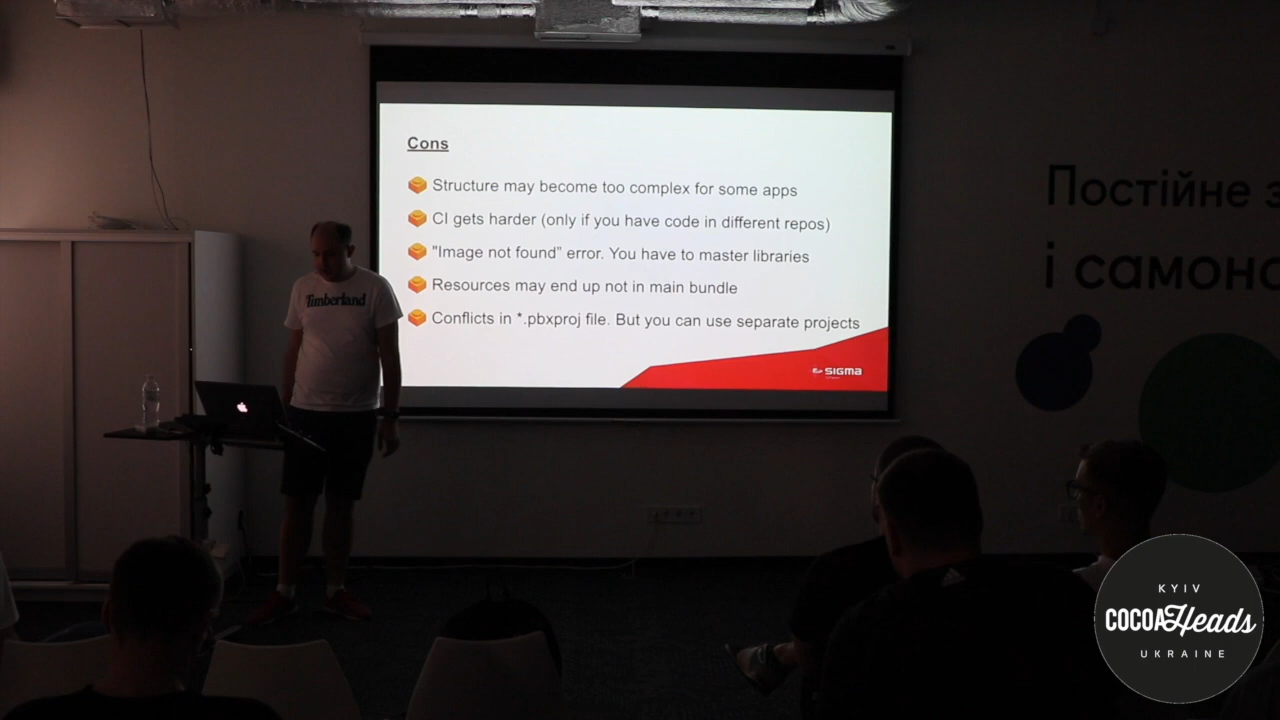 Cons
Structure may become too complex for some apps
CI gets harder (only if you have code in different repos)
"Image not found" error. You have to master libraries
Resources may end up not in main bundle
Conflicts in *.pbxproj file. But you can use separate projects
SIGMA
Timberland
Постійне
і
KYIV
COCOAHeads
UKRAINE